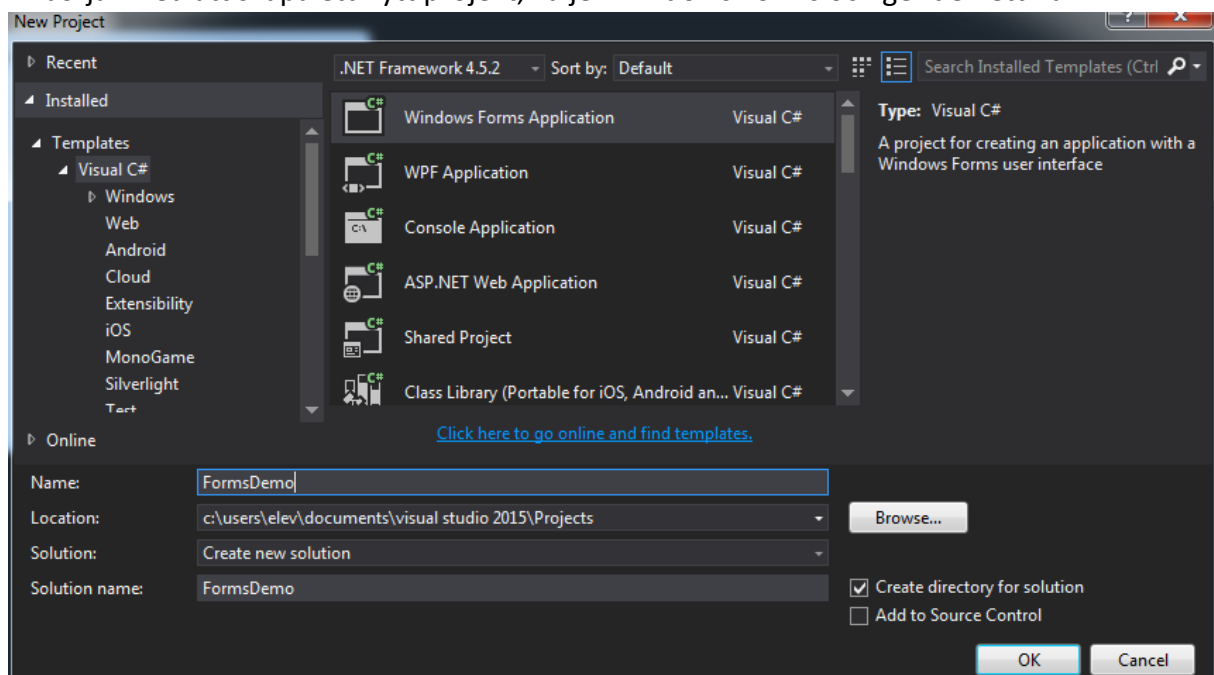 New Project
Recent
Installed
Templates
Visual C#
Windows
Web
Android
Cloud
Extensibility
iOS
MonoGame
Silverlight
Test
Online
.NET Framework 4.5.2 Sort by: Default
Search Installed Templates (Ctrl
Windows Forms Application Visual C#
WPF Application Visual C#
Console Application Visual C#
ASP.NET Web Application Visual C#
Shared Project Visual C#
Class Library (Portable for iOS, Android an... Visual C#
Click here to go online and find templates.
Type: Visual C#
A project for creating an application with a
Windows Forms user interface
Name: FormsDemo
Location: c:\users\elev\documents\visual studio 2015\Projects
Browse...
Solution: Create new solution
Solution name: FormsDemo
Create directory for solution
Add to Source Control
OK Cancel